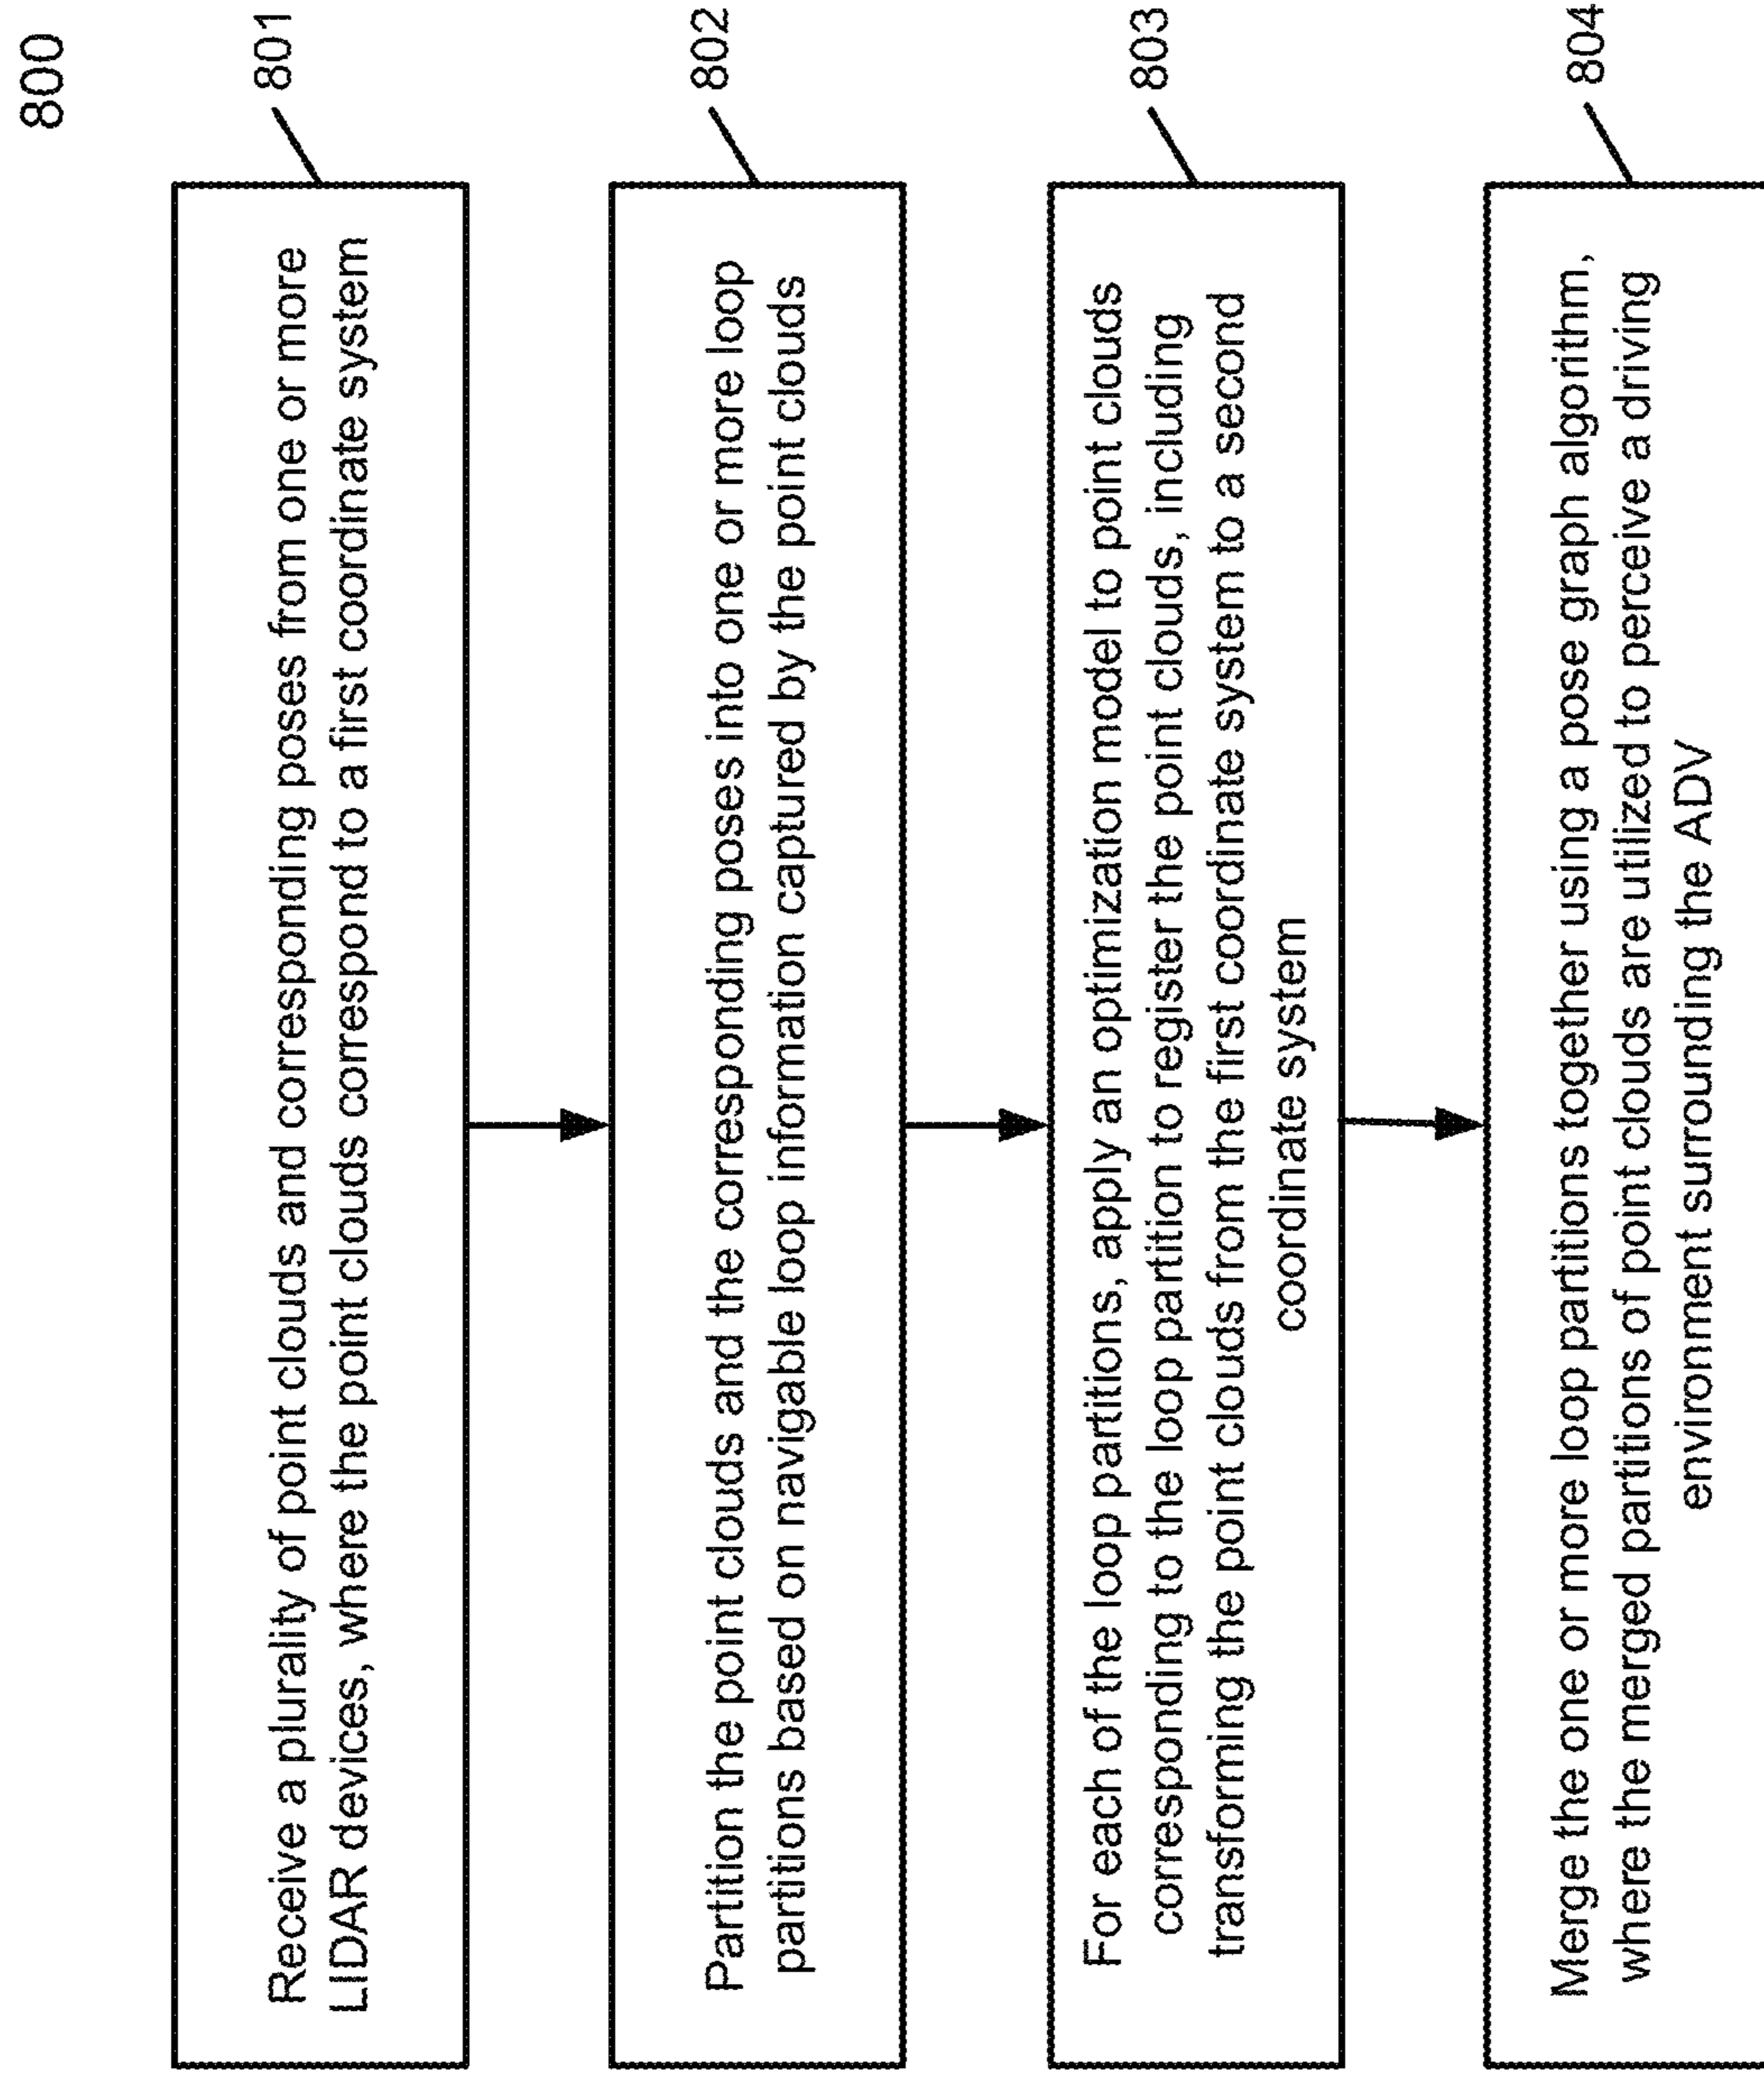 800
801
Receive a plurality of point clouds and corresponding poses from one or more
LIDAR devices, where the point clouds correspond to a first coordinate system
802
Partition the point clouds and the corresponding poses into one or more loop
partitions based on navigable loop information captured by the point clouds
803
For each of the loop partitions, apply an optimization model to point clouds
corresponding to the loop partition to register the point clouds, including
transforming the point clouds from the first coordinate system to a second
coordinate system
804
Merge the one or more loop partitions together using a pose graph algorithm,
where the merged partitions of point clouds are utilized to perceive a driving
environment surrounding the ADV